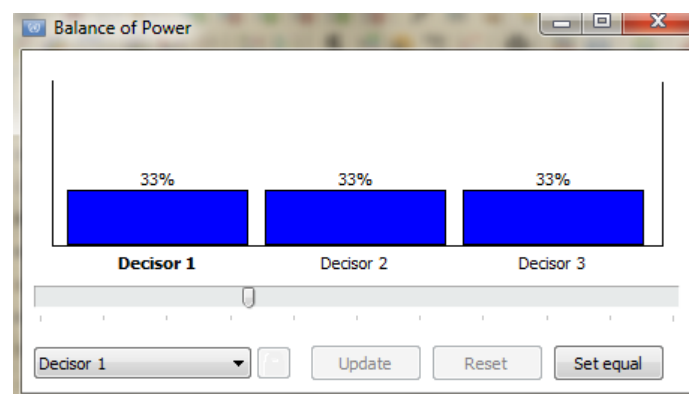 Balance of Power
33% 33% 33%
Decisor 1 Decisor 2 Decisor 3
Decisor 1 Update Reset Set equal